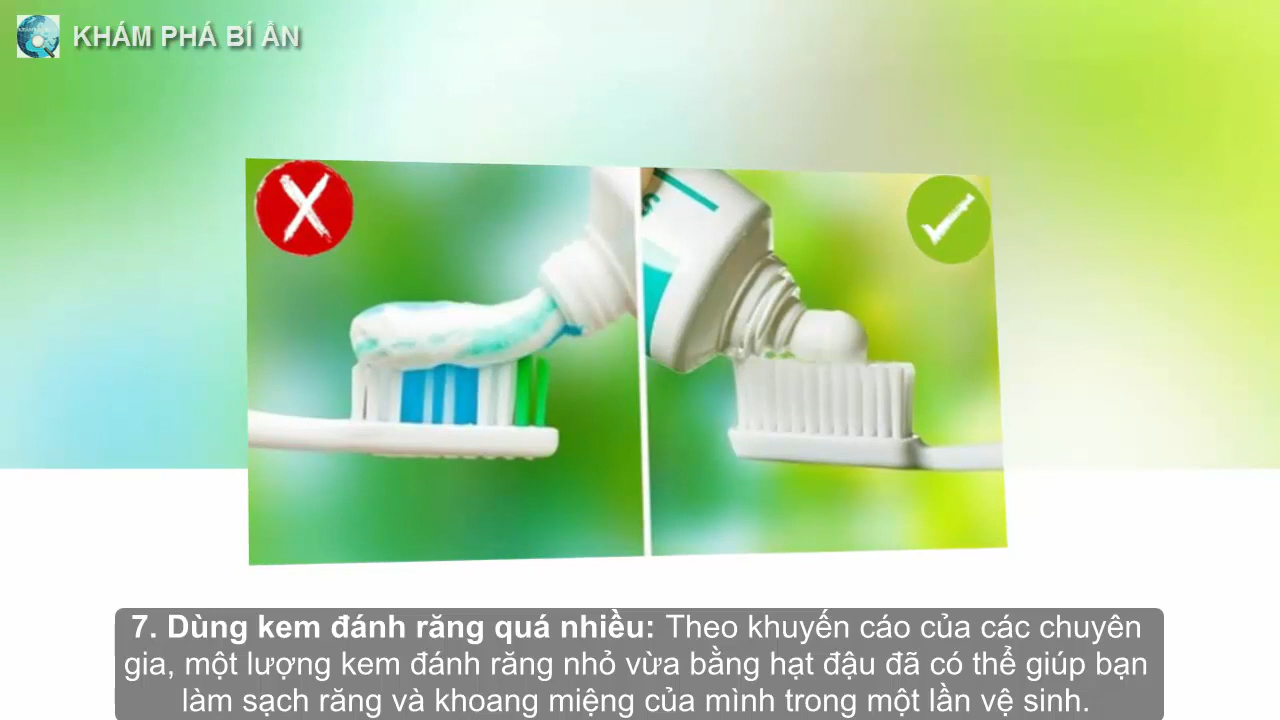 KHÁM PHÁ BÍ ẨN
7. Dùng kem đánh răng quá nhiều: Theo khuyến cáo của các chuyên
gia, một lượng kem đánh răng nhỏ vừa bằng hạt đậu đã có thể giúp bạn
làm sạch răng và khoang miệng của mình trong một lần vệ sinh.